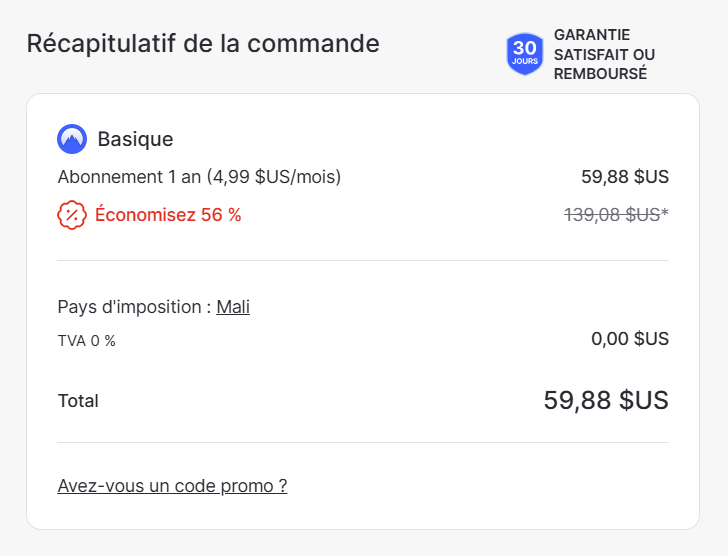 Récapitulatif de la commande
30
JOURS
GARANTIE
SATISFAIT OU
REMBOURSÉ
Basique
Abonnement 1 an (4,99 $US/mois) 59,88 $US
Économisez 56 % 139,08 $US*
Pays d'imposition : Mali
TVA 0 % 0,00 $US
Total 59,88 $US
Avez-vous un code promo ?